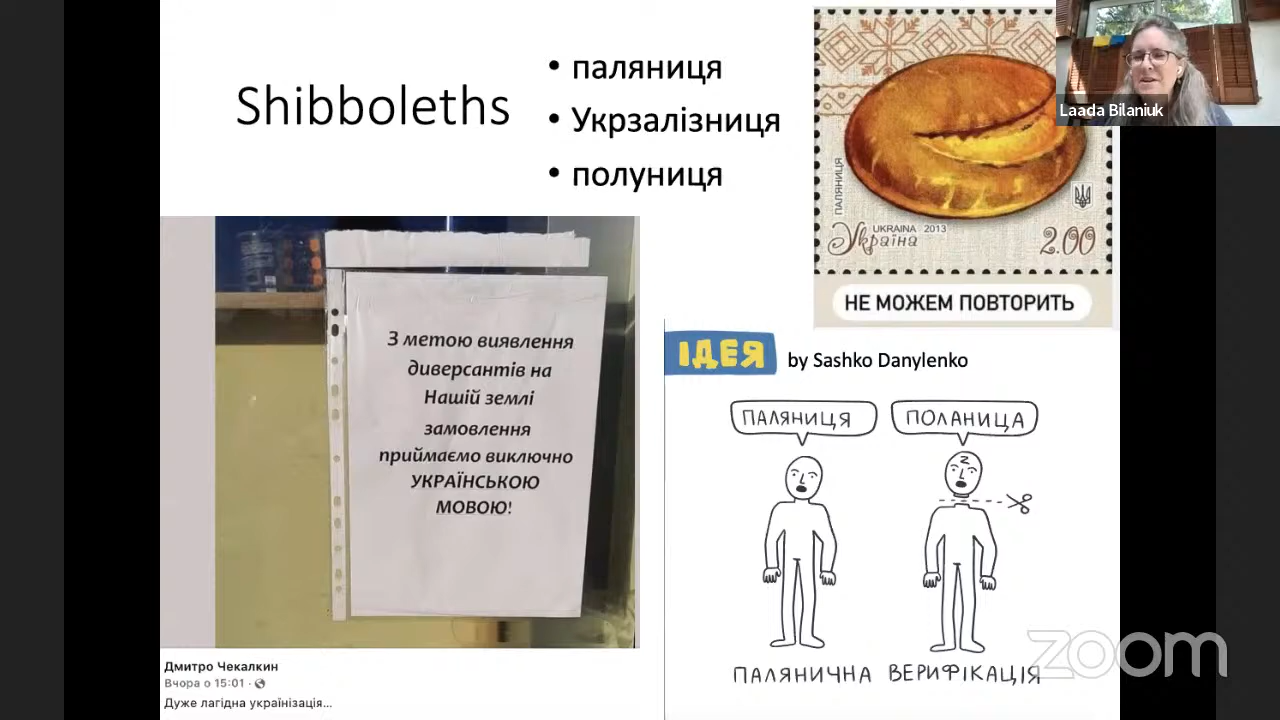 Shibboleths
• паляниця
• Укрзалізниця
• полуниця
ПАЛЯНИЦЯ
UKRAINA 2013
Україна
2.00
НЕ МОЖЕМ ПОВТОРИТЬ
Laada Bilaniuk
З метою виявлення
диверсантів на
Нашій землі
замовлення
приймаємо виключно
УКРАЇНСЬКОЮ
МОВОЮ!
Дмитро Чекалкин
Вчора о 15:01 ·
Дуже лагідна українізація...
ІДЕЯ by Sashko Danylenko
ПАЛЯНИЦЯ
ПОЛАНИЦА
Z
ПАЛЯНИЧНА ВЕРИФІКАЦІЯ
zoom